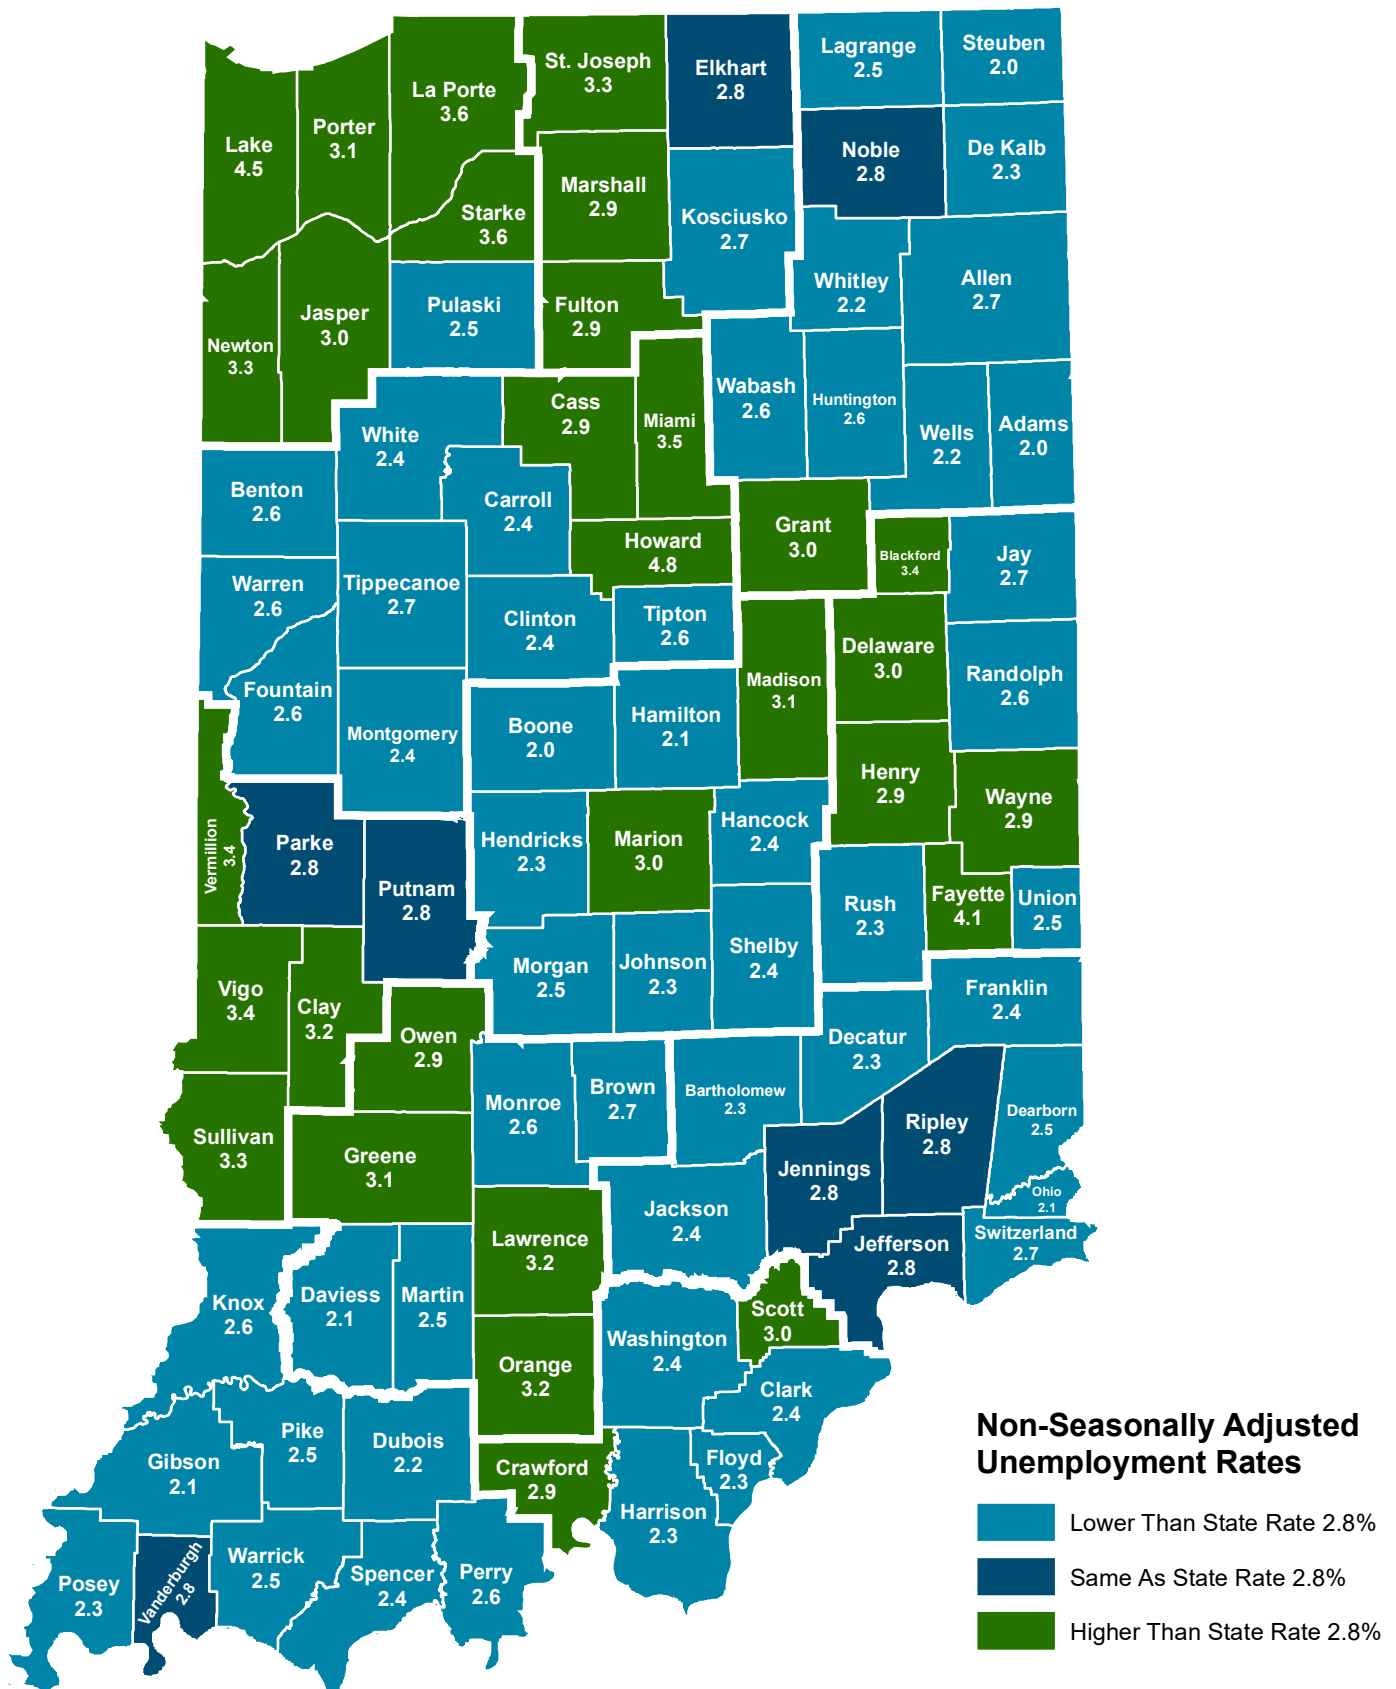 Lagrange
2.5
Steuben
2.0
St. Joseph
3.3
Elkhart
2.8
La Porte
3.6
Porter
3.1
Lake
4.5
Noble
2.8
De Kalb
2.3
Marshall
2.9
Starke
3.6
Kosciusko
2.7
Whitley
2.2
Allen
2.7
Pulaski
2.5
Fulton
2.9
Jasper
3.0
Newton
3.3
Wabash
2.6
Huntington
2.6
Cass
2.9
Miami
3.5
White
2.4
Wells
2.2
Adams
2.0
Benton
2.6
Carroll
2.4
Grant
3.0
Howard
4.8
Blackford
3.4
Jay
2.7
Warren
2.6
Tippecanoe
2.7
Clinton
2.4
Tipton
2.6
Delaware
3.0
Madison
3.1
Randolph
2.6
Fountain
2.6
Montgomery
2.4
Boone
2.0
Hamilton
2.1
Henry
2.9
Wayne
2.9
Vermillion
3.4
Parke
2.8
Putnam
2.8
Hendricks
2.3
Marion
3.0
Hancock
2.4
Rush
2.3
Fayette
4.1
Union
2.5
Vigo
3.4
Clay
3.2
Morgan
2.5
Johnson
2.3
Shelby
2.4
Franklin
2.4
Owen
2.9
Decatur
2.3
Monroe
2.6
Brown
2.7
Bartholomew
2.3
Dearborn
2.5
Ripley
2.8
Sullivan
3.3
Greene
3.1
Jennings
2.8
Ohio
2.1
Jackson
2.4
Switzerland
2.7
Lawrence
3.2
Jefferson
2.8
Knox
2.6
Daviess
2.1
Martin
2.5
Scott
3.0
Washington
2.4
Orange
3.2
Clark
2.4
Pike
2.5
Dubois
2.2
Gibson
2.1
Crawford
2.9
Floyd
2.3
Harrison
2.3
Posey
2.3
Vanderburgh
2.8
Warrick
2.5
Spencer
2.4
Perry
2.6
Non-Seasonally Adjusted
Unemployment Rates
Lower Than State Rate 2.8%
Same As State Rate 2.8%
Higher Than State Rate 2.8%